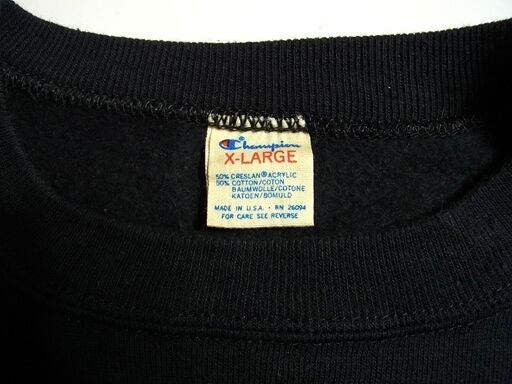 Champion
X-LARGE
50% CRESLAN® ACRYLIC
50% COTTON/COTON
BAUMWOLLE/COTONE
KATOEN/BOMULD
MADE IN U.S.A. • RN 26094
FOR CARE SEE REVERSE